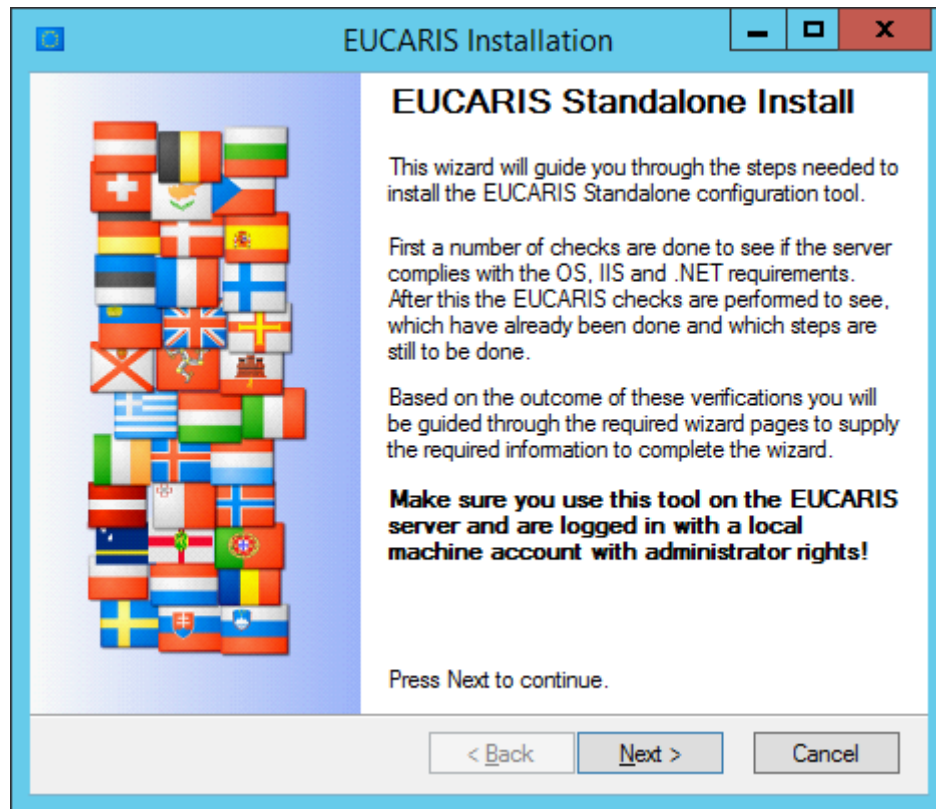 EUCARIS Installation
EUCARIS Standalone Install
This wizard will guide you through the steps needed to
install the EUCARIS Standalone configuration tool.
First a number of checks are done to see if the server
complies with the OS, IIS and .NET requirements.
After this the EUCARIS checks are performed to see,
which have already been done and which steps are
still to be done.
Based on the outcome of these verifications you will
be guided through the required wizard pages to supply
the required information to complete the wizard.
Make sure you use this tool on the EUCARIS
server and are logged in with a local
machine account with administrator rights!
Press Next to continue.
< Back
Next >
Cancel